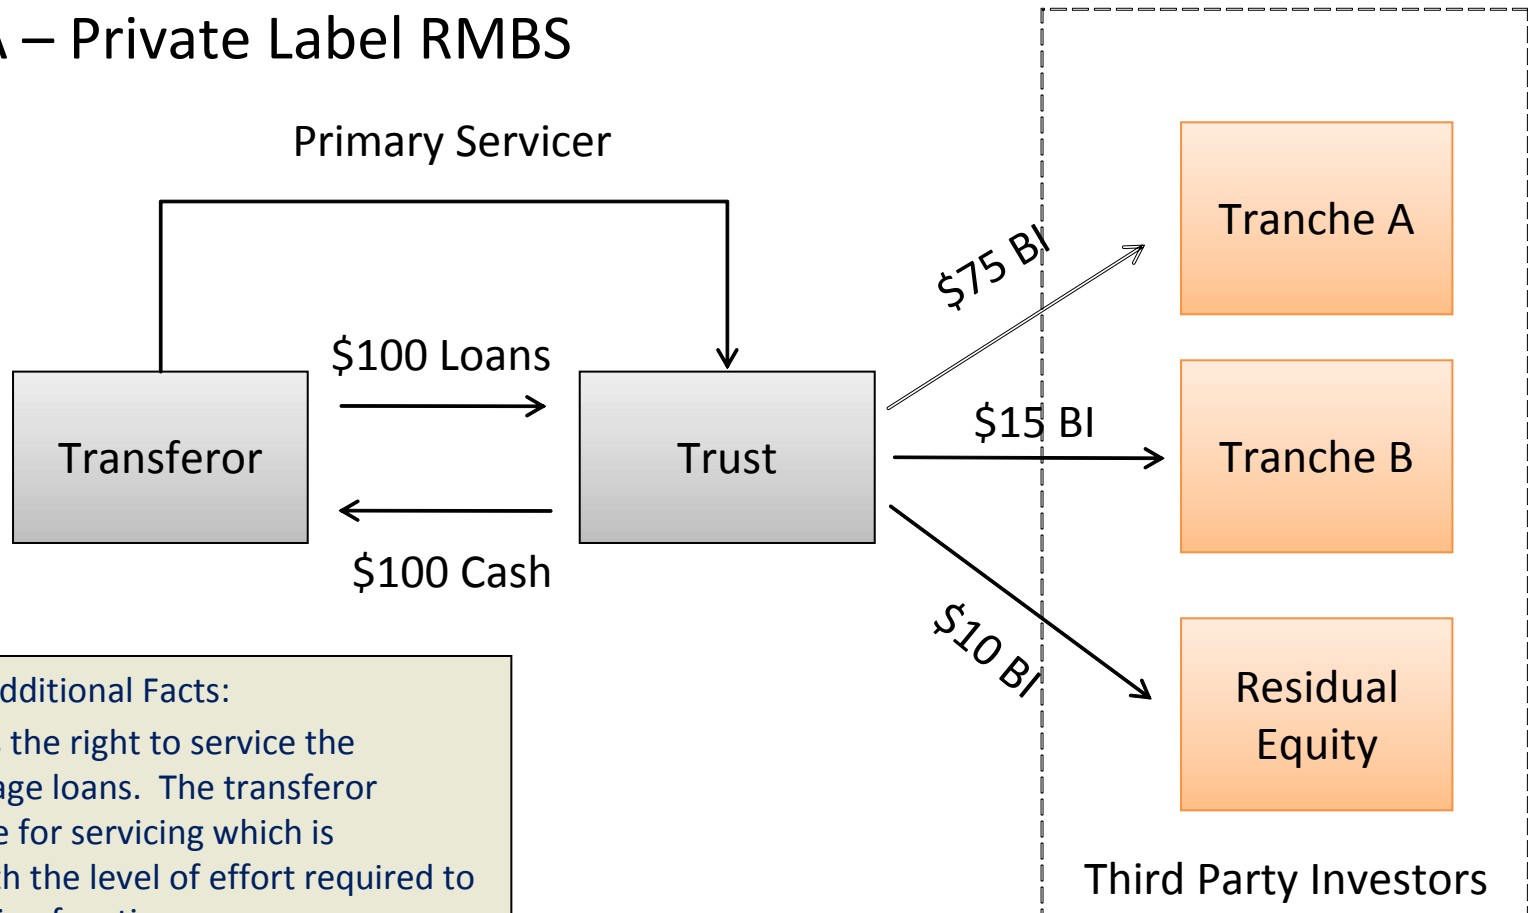 A – Private Label RMBS
Primary Servicer
$100 Loans
Transferor
Trust
$100 Cash
$75 BI
$15 BI
$10 BI
Tranche A
Tranche B
Residual
Equity
Third Party Investors
dditional Facts:
s the right to service the
age loans. The transferor
e for servicing which is
th the level of effort required to